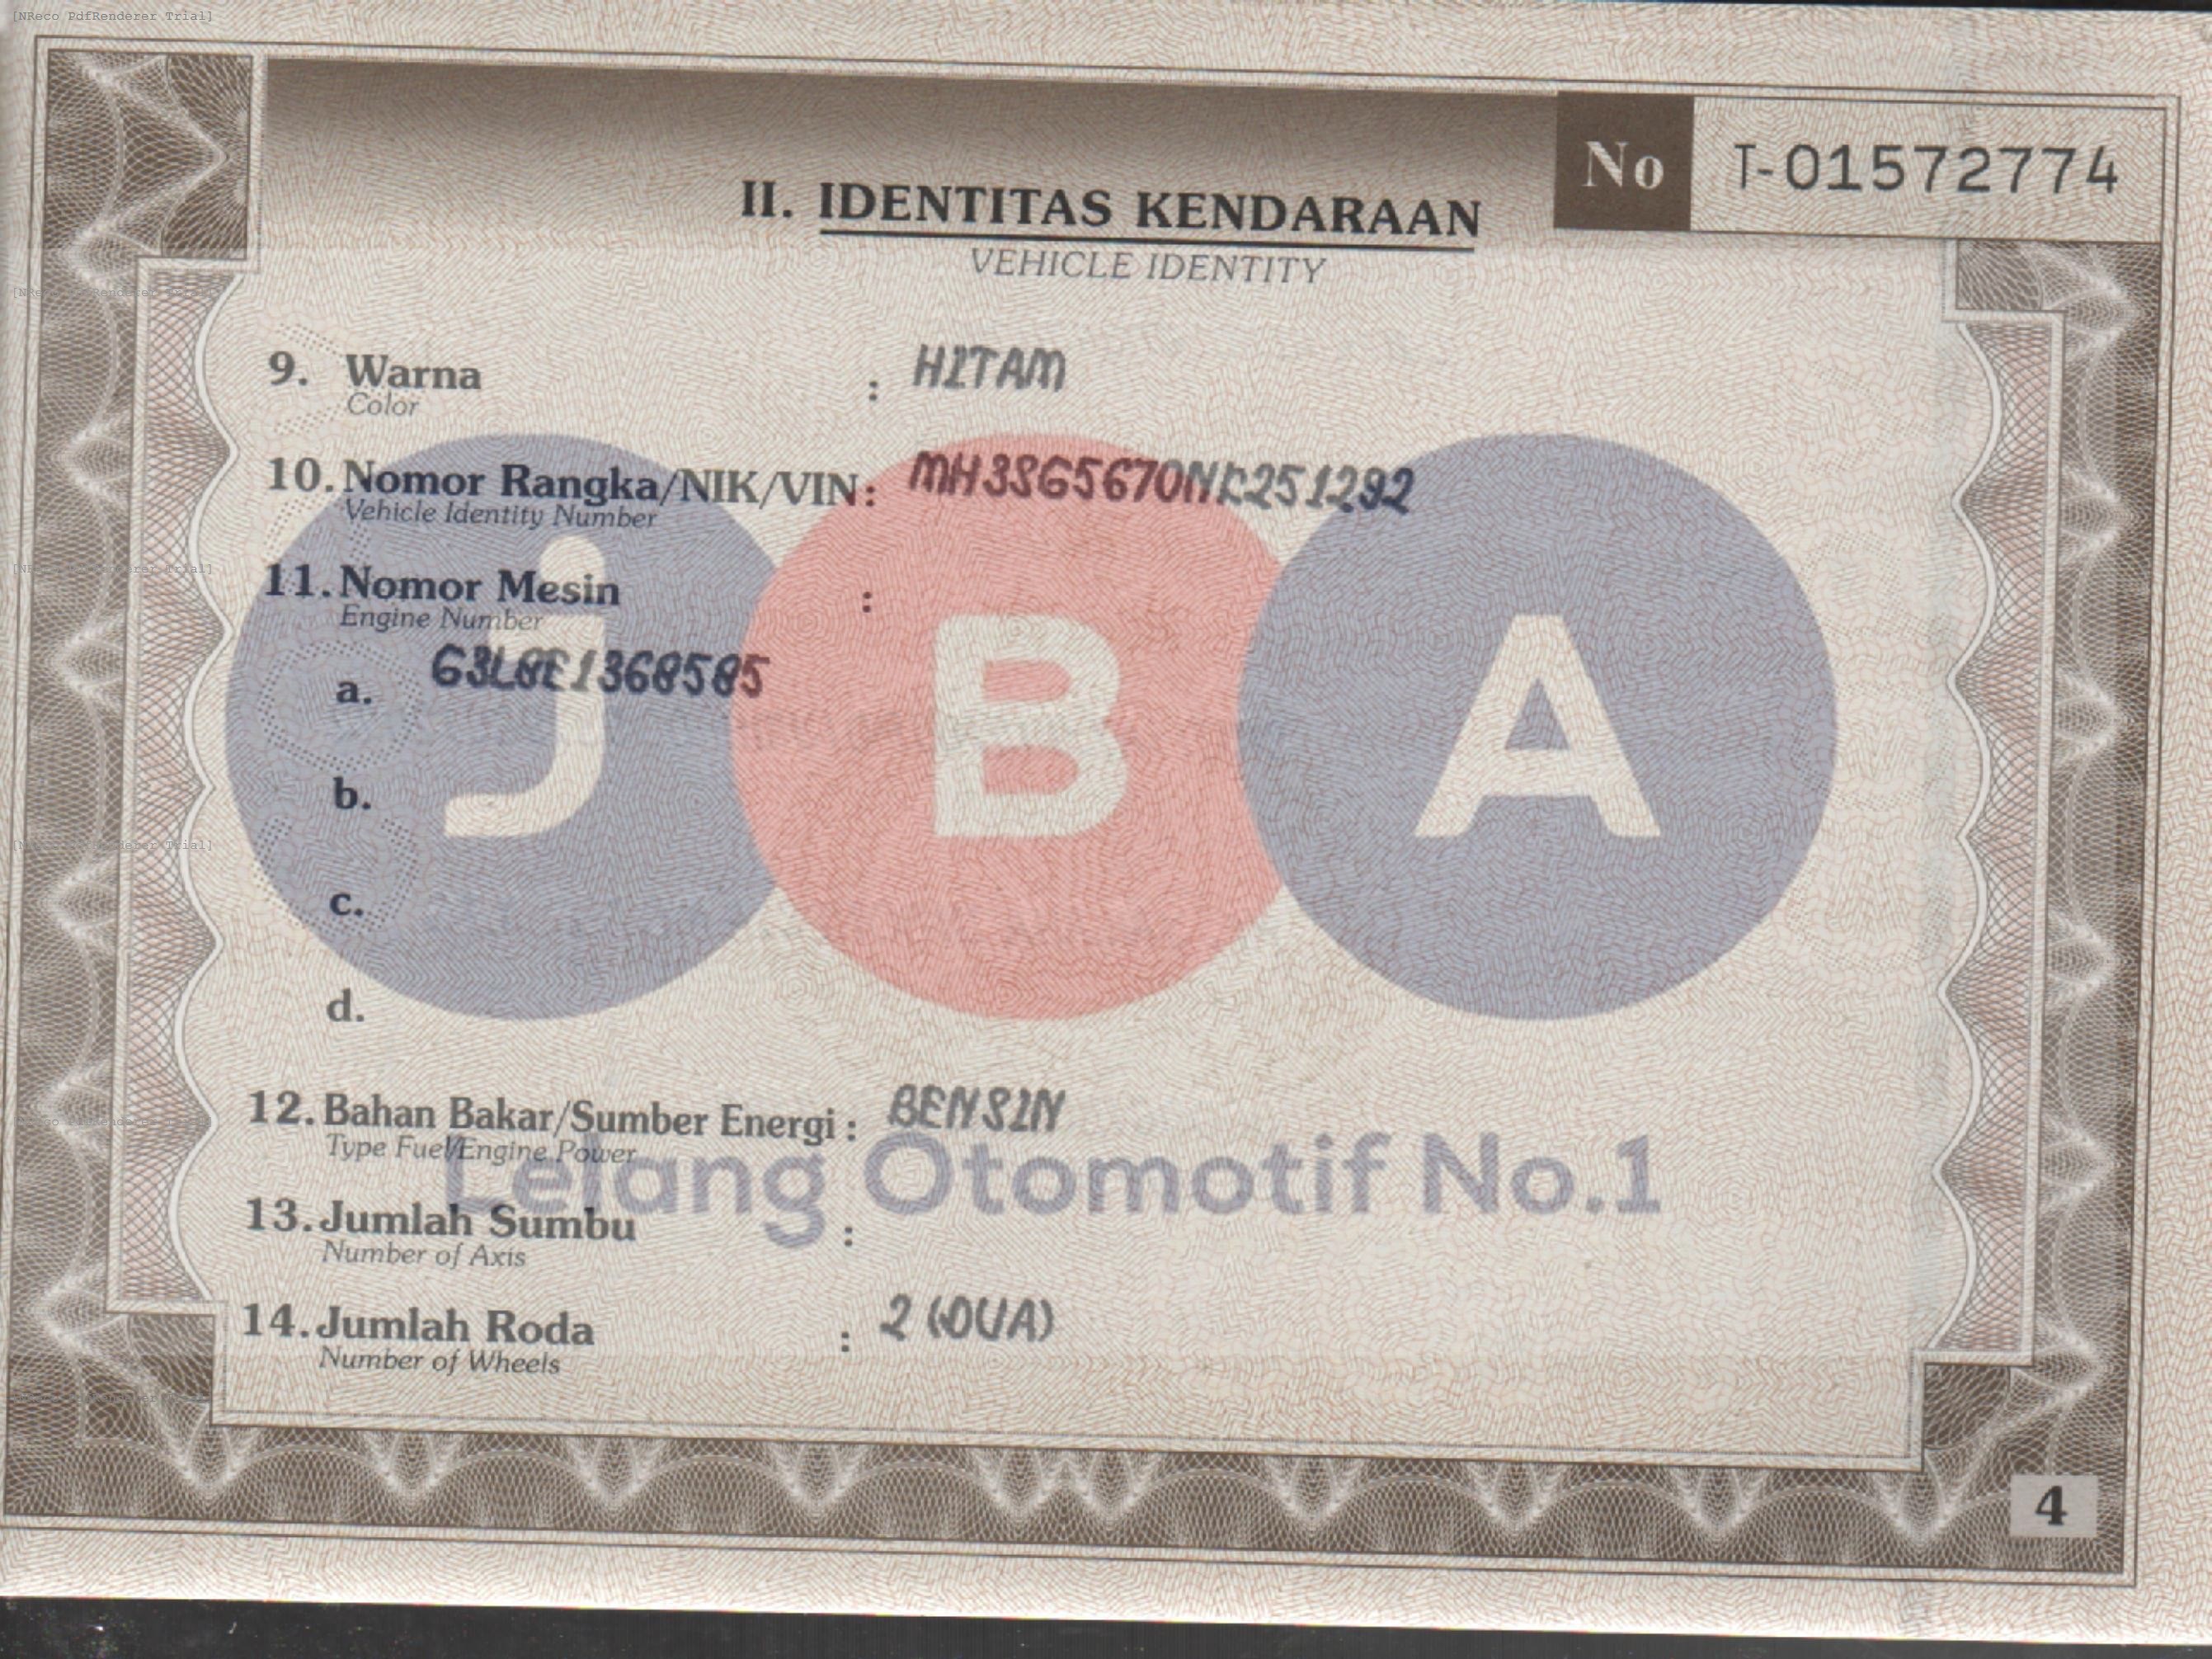 [NReco PdfRenderer Trial]
No T-01572774
II. IDENTITAS KENDARAAN
VEHICLE IDENTITY
9. Warna : HITAM
Color
10. Nomor Rangka/NIK/VIN: MH3SG5670NK251292
Vehicle Identity Number
11. Nomor Mesin :
Engine Number
a. G3L8E1368585
b.
c.
d.
j B A
12. Bahan Bakar/Sumber Energi : BENSIN
Type Fuel/Engine Power
Lelang Otomotif No.1
13. Jumlah Sumbu :
Number of Axis
14. Jumlah Roda : 2 (DUA)
Number of Wheels
4